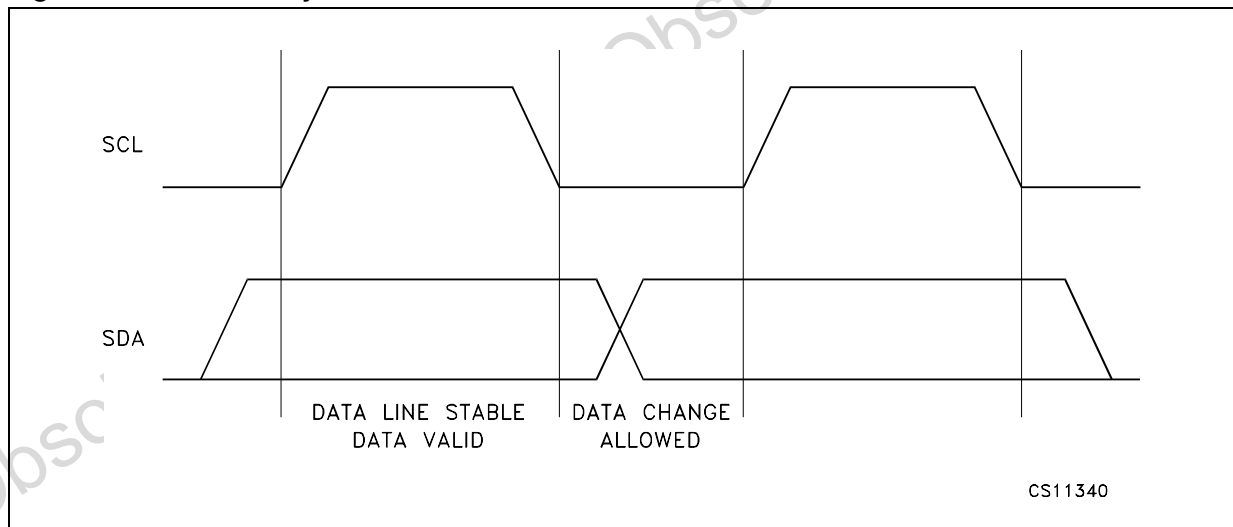 SCL
SDA
DATA LINE STABLE
DATA VALID
DATA CHANGE
ALLOWED
CS11340